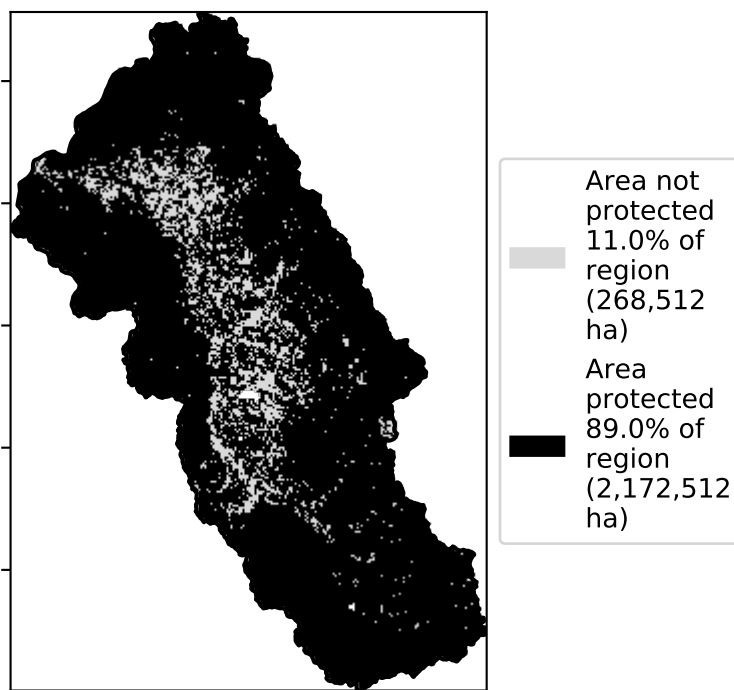 Area not
protected
11.0% of
region
(268,512
ha)
Area
protected
89.0% of
region
(2,172,512
ha)